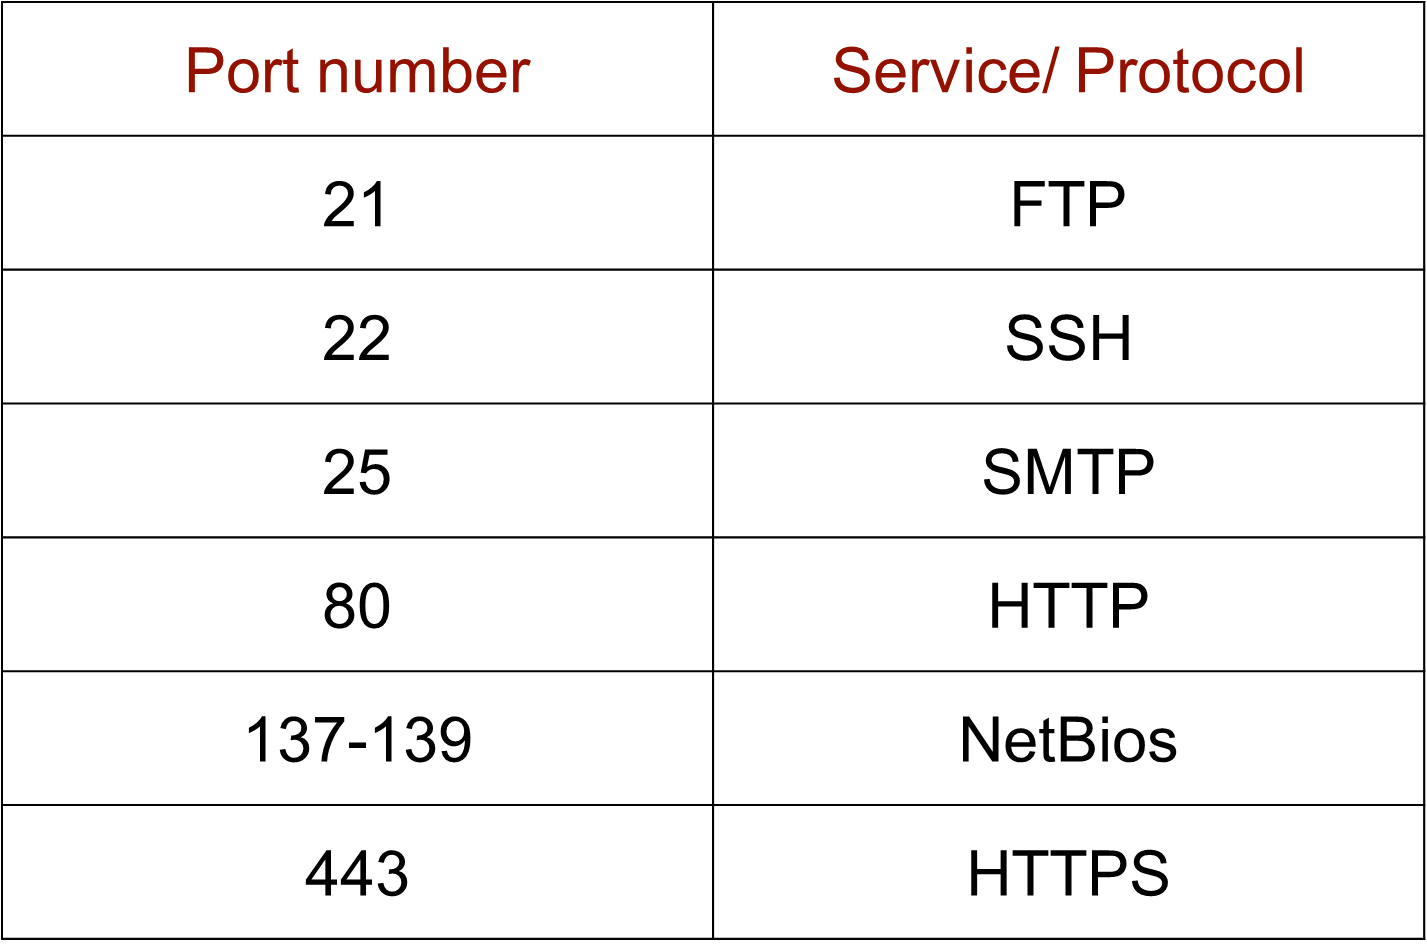 Port number Service/ Protocol
21 FTP
22 SSH
25 SMTP
80 HTTP
137-139 NetBios
443 HTTPS